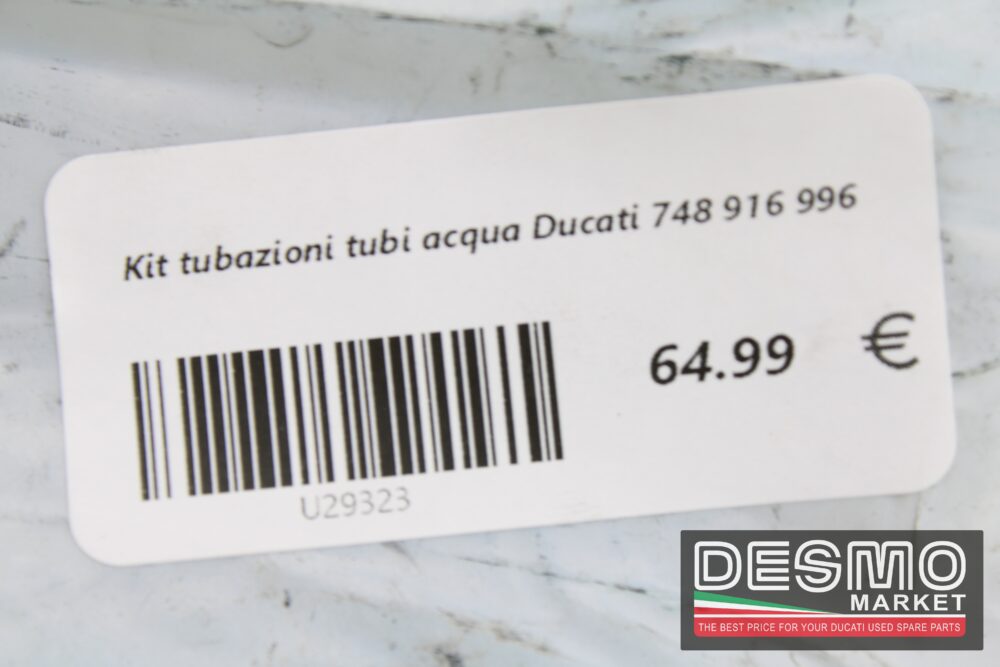 Kit tubazioni tubi acqua Ducati 748 916 996
64.99 €
U29323
DESMO
MARKET
THE BEST PRICE FOR YOUR DUCATI USED SPARE PARTS